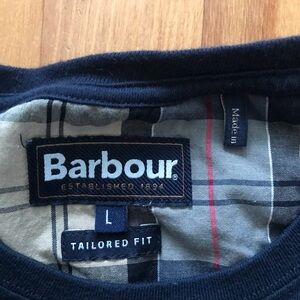 Barbour
ESTABLISHED 1894
L
TAILORED FIT
Made in